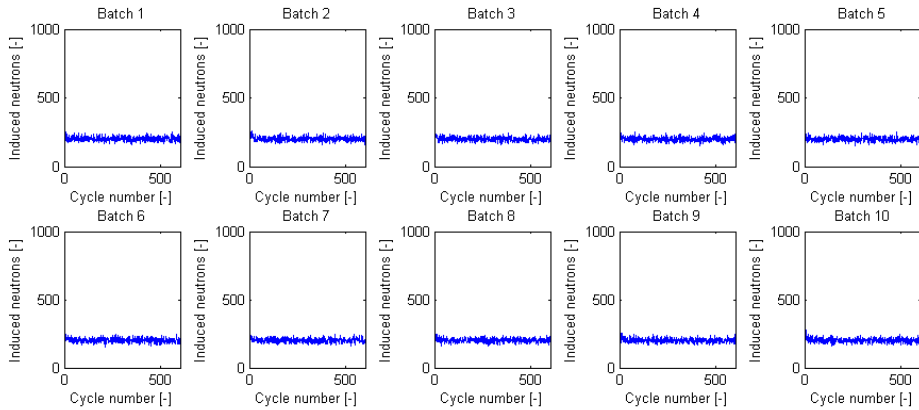 Batch 1 Batch 2 Batch 3 Batch 4 Batch 5
1000 1000 1000 1000 1000
Induced neutrons [-] Induced neutrons [-] Induced neutrons [-] Induced neutrons [-] Induced neutrons [-]
500 500 500 500 500
0 0 0 0 0
0 500 0 500 0 500 0 500 0 500
Cycle number [-] Cycle number [-] Cycle number [-] Cycle number [-] Cycle number [-]
Batch 6 Batch 7 Batch 8 Batch 9 Batch 10
1000 1000 1000 1000 1000
Induced neutrons [-] Induced neutrons [-] Induced neutrons [-] Induced neutrons [-] Induced neutrons [-]
500 500 500 500 500
0 0 0 0 0
0 500 0 500 0 500 0 500 0 500
Cycle number [-] Cycle number [-] Cycle number [-] Cycle number [-] Cycle number [-]